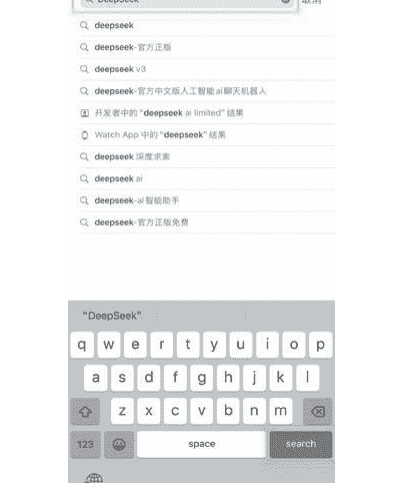 DeepSeek 取消
deepseek
deepseek-官方正版
deepseek v3
deepseek-官方中文版人工智能ai聊天机器人
开发者中的 "deepseek ai limited" 结果
Watch App 中的 "deepseek" 结果
deepseek 深度求索
deepseek ai
deepseek-al 智能助手
deepseek-官方正版免费
"DeepSeek"
q w e r t y u i o p
a s d f g h j k l
z x c v b n m
123 space search